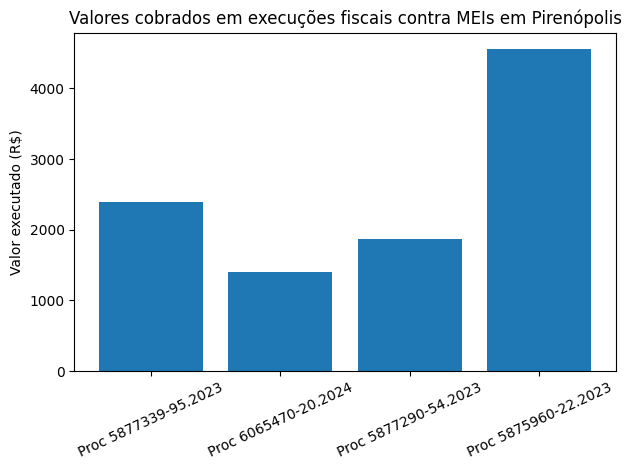 Valores cobrados em execuções fiscais contra MEIs em Pirenópolis
Valor executado (R$)
4000
3000
2000
1000
0
Proc 5877339-95.2023
Proc 6065470-20.2024
Proc 5877290-54.2023
Proc 5875960-22.2023